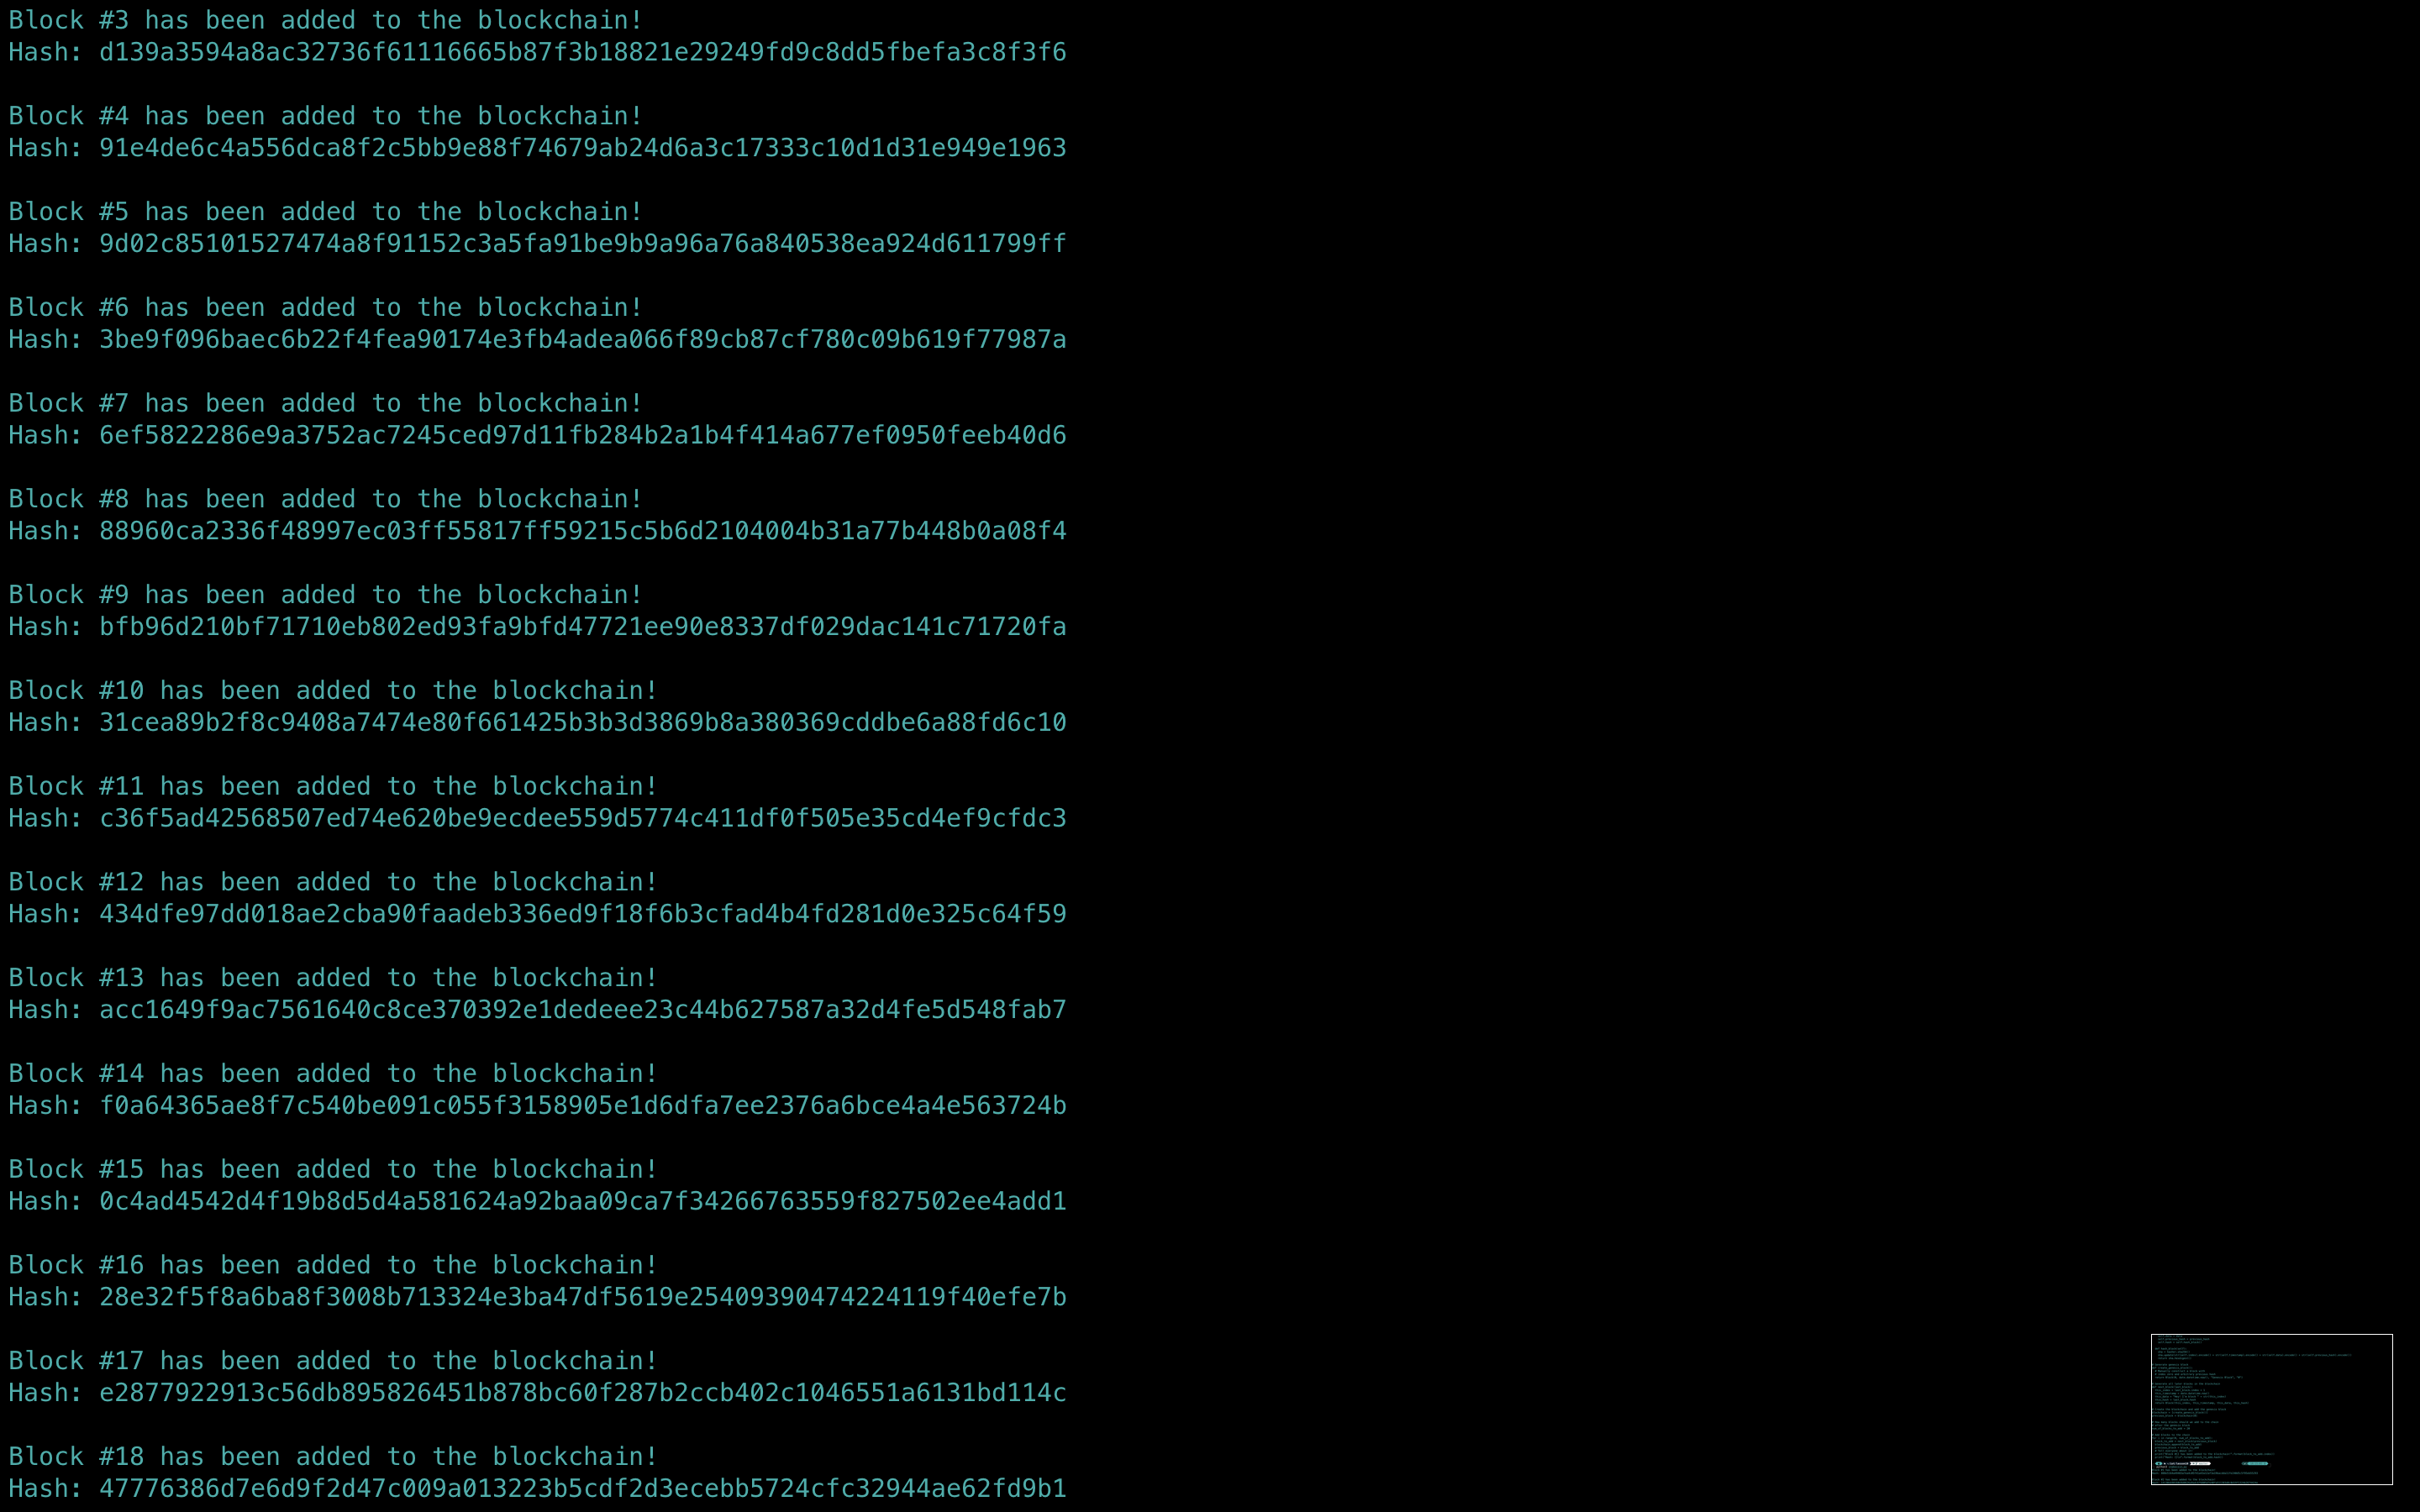 Block #3 has been added to the blockchain!
Hash: d139a3594a8ac32736f61116665b87f3b18821e29249fd9c8dd5fbefa3c8f3f6
Block #4 has been added to the blockchain!
Hash: 91e4de6c4a556dca8f2c5bb9e88f74679ab24d6a3c17333c10d1d31e949e1963
Block #5 has been added to the blockchain!
Hash: 9d02c85101527474a8f91152c3a5fa91be9b9a96a76a840538ea924d611799ff
Block #6 has been added to the blockchain!
Hash: 3be9f096baec6b22f4fea90174e3fb4adea066f89cb87cf780c09b619f77987a
Block #7 has been added to the blockchain!
Hash: 6ef5822286e9a3752ac7245ced97d11fb284b2a1b4f414a677ef0950feeb40d6
Block #8 has been added to the blockchain!
Hash: 88960ca2336f48997ec03ff55817ff59215c5b6d2104004b31a77b448b0a08f4
Block #9 has been added to the blockchain!
Hash: bfb96d210bf71710eb802ed93fa9bfd47721ee90e8337df029dac141c71720fa
Block #10 has been added to the blockchain!
Hash: 31cea89b2f8c9408a7474e80f661425b3b3d3869b8a380369cddbe6a88fd6c10
Block #11 has been added to the blockchain!
Hash: c36f5ad42568507ed74e620be9ecdee559d5774c411df0f505e35cd4ef9cfdc3
Block #12 has been added to the blockchain!
Hash: 434dfe97dd018ae2cba90faadeb336ed9f18f6b3cfad4b4fd281d0e325c64f59
Block #13 has been added to the blockchain!
Hash: acc1649f9ac7561640c8ce370392e1dedeee23c44b627587a32d4fe5d548fab7
Block #14 has been added to the blockchain!
Hash: f0a64365ae8f7c540be091c055f3158905e1d6dfa7ee2376a6bce4a4e563724b
Block #15 has been added to the blockchain!
Hash: 0c4ad4542d4f19b8d5d4a581624a92baa09ca7f34266763559f827502ee4add1
Block #16 has been added to the blockchain!
Hash: 28e32f5f8a6ba8f3008b713324e3ba47df5619e25409390474224119f40efe7b
Block #17 has been added to the blockchain!
Hash: e2877922913c56db895826451b878bc60f287b2ccb402c1046551a6131bd114c
Block #18 has been added to the blockchain!
Hash: 47776386d7e6d9f2d47c009a013223b5cdf2d3ecebb5724cfc32944ae62fd9b1